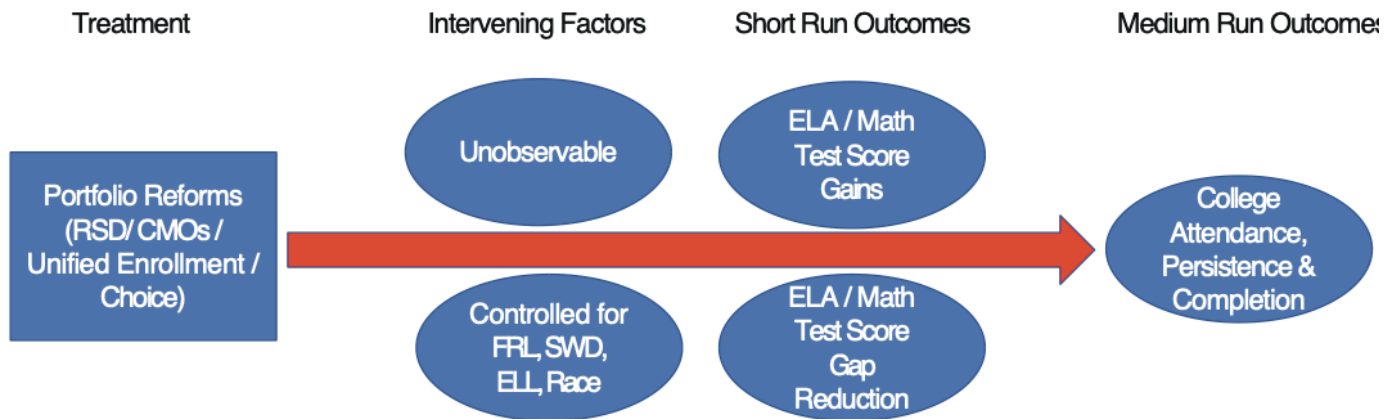 Treatment
Intervening Factors
Short Run Outcomes
Medium Run Outcomes
Portfolio Reforms
(RSD/ CMOs /
Unified Enrollment /
Choice)
Unobservable
Controlled for
FRL, SWD,
ELL, Race
ELA / Math
Test Score
Gains
ELA / Math
Test Score
Gap
Reduction
College
Attendance,
Persistence &
Completion